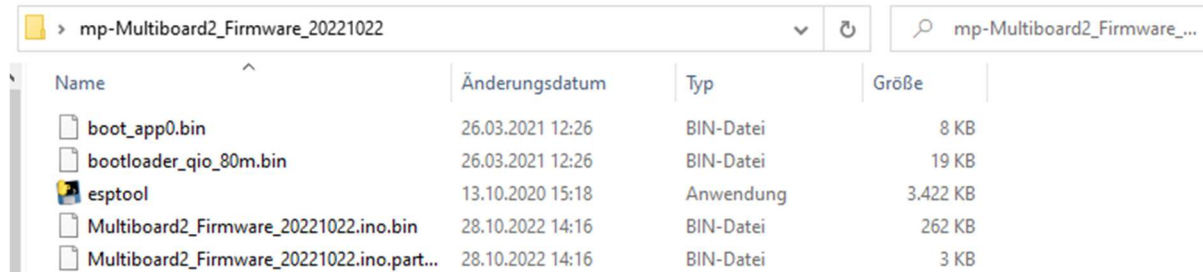 mp-Multiboard2_Firmware_20221022 mp-Multiboard2_Firmware_...
Name Änderungsdatum Typ Größe
boot_app0.bin 26.03.2021 12:26 BIN-Datei 8 KB
bootloader_qio_80m.bin 26.03.2021 12:26 BIN-Datei 19 KB
esptool 13.10.2020 15:18 Anwendung 3.422 KB
Multiboard2_Firmware_20221022.ino.bin 28.10.2022 14:16 BIN-Datei 262 KB
Multiboard2_Firmware_20221022.ino.part... 28.10.2022 14:16 BIN-Datei 3 KB